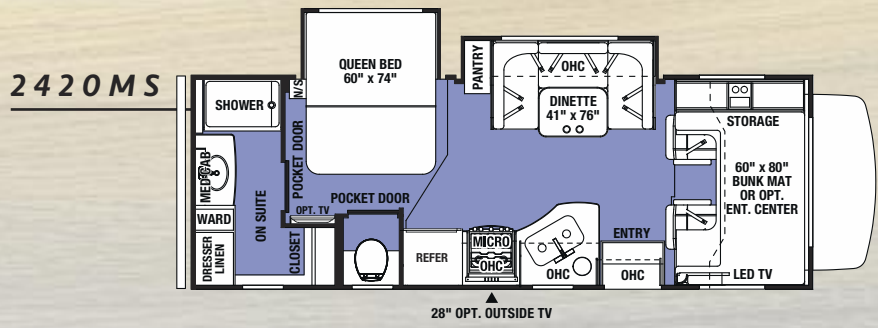 2420MS
SHOWER
MED CAB
WARD
DRESSER
LINEN
ON SUITE
CLOSET
POCKET DOOR
N/S
QUEEN BED
60" x 74"
POCKET DOOR
OPT. TV
PANTRY
OHC
DINETTE
41" x 76"
REFER
MICRO
OHC
OHC
ENTRY
OHC
STORAGE
60" x 80"
BUNK MAT
OR OPT.
ENT. CENTER
LED TV
28" OPT. OUTSIDE TV